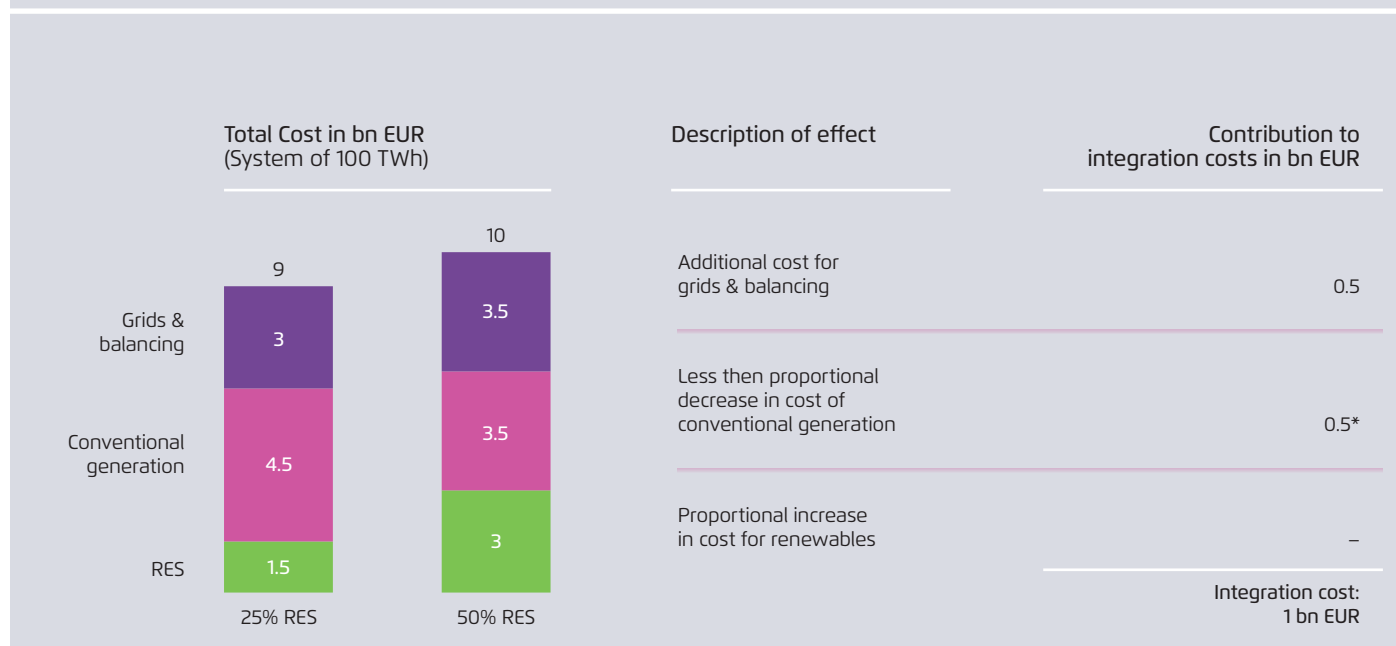 Total Cost in bn EUR
(System of 100 TWh)
Description of effect
Contribution to
integration costs in bn EUR
9
10
Grids &
balancing
3
3.5
Conventional
generation
4.5
3.5
RES
1.5
3
25% RES
50% RES
Additional cost for
grids & balancing
0.5
Less then proportional
decrease in cost of
conventional generation
0.5*
Proportional increase
in cost for renewables
–
Integration cost:
1 bn EUR